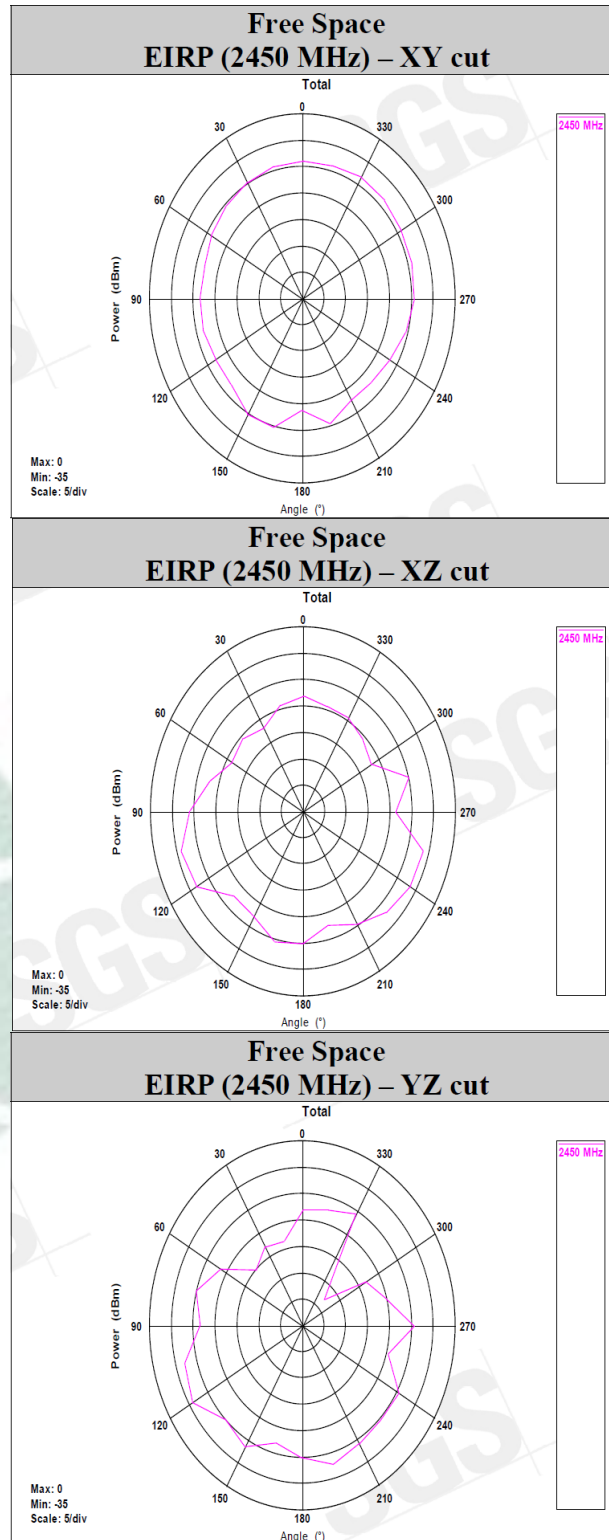 Free Space
EIRP (2450 MHz) – XY cut
Total
0
30
330
2450 MHz
60
300
Power (dBm)
90
270
120
240
150
210
180
Max: 0
Min: -35
Scale: 5/div
Angle (°)
SGS
Free Space
EIRP (2450 MHz) – XZ cut
Total
0
30
330
2450 MHz
60
300
Power (dBm)
90
270
120
240
150
210
180
Max: 0
Min: -35
Scale: 5/div
Angle (°)
SGS
SGS
Free Space
EIRP (2450 MHz) – YZ cut
Total
0
30
330
2450 MHz
60
300
Power (dBm)
90
270
120
240
150
210
180
Max: 0
Min: -35
Scale: 5/div
Angle (°)
SGS